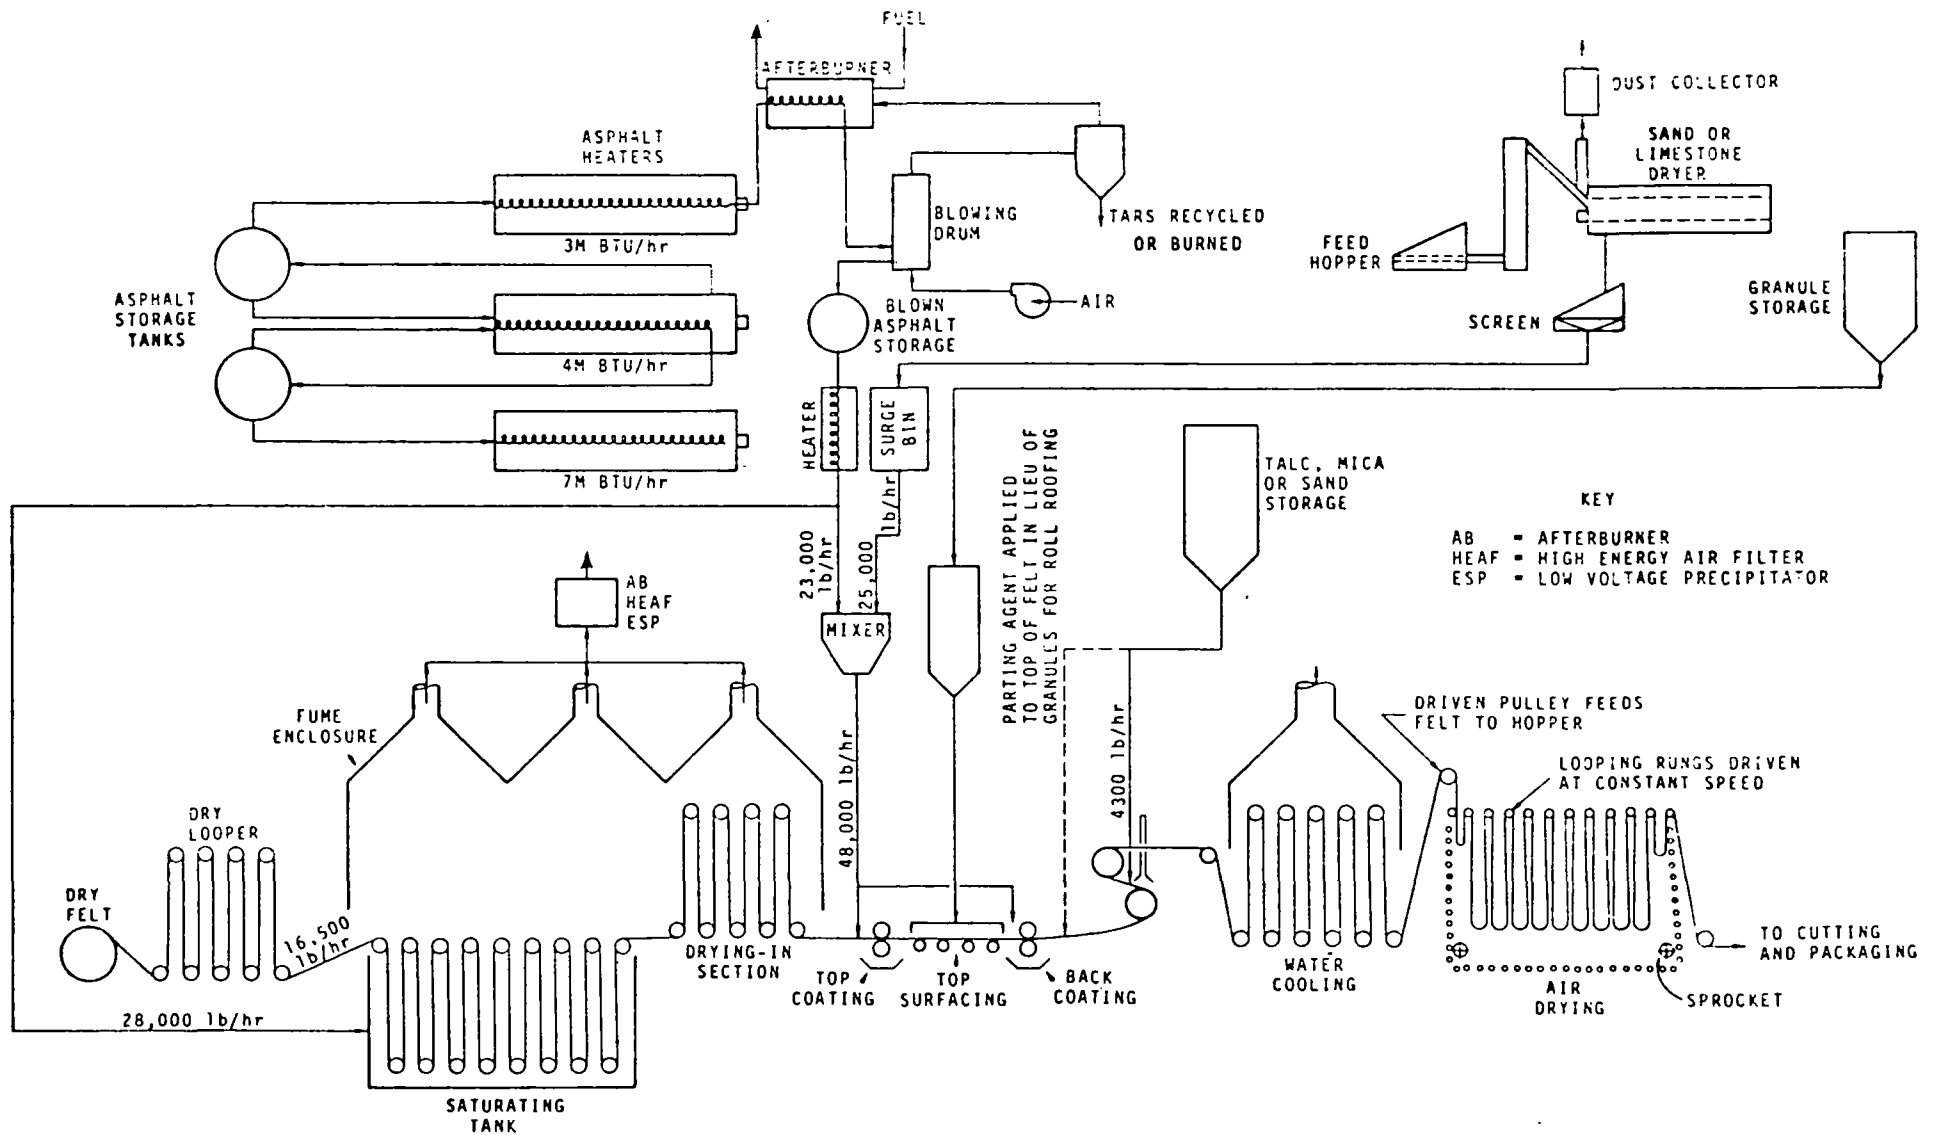 FUEL
AFTERBURNER
DUST COLLECTOR
ASPHALT
HEATERS
SAND OR
LIMESTONE
DRYER
3M BTU/hr
BLOWING
DRUM
TARS RECYCLED
OR BURNED
FEED
HOPPER
GRANULE
STORAGE
ASPHALT
STORAGE
TANKS
AIR
BLOWN
ASPHALT
STORAGE
SCREEN
4M BTU/hr
HEATER
SURGE
BIN
7M BTU/hr
TALC, MICA
OR SAND
STORAGE
PARTING AGENT APPLIED
TO TOP OF FELT IN LIEU OF
GRANULES FOR ROLL ROOFING
KEY
AB = AFTERBURNER
HEAF = HIGH ENERGY AIR FILTER
ESP = LOW VOLTAGE PRECIPITATOR
23,000
lb/hr
25,000
lb/hr
AB
HEAF
ESP
MIXER
FUME
ENCLOSURE
48,000 lb/hr
4300 lb/hr
DRIVEN PULLEY FEEDS
FELT TO HOPPER
LOOPING RUNGS DRIVEN
AT CONSTANT SPEED
DRY
LOOPER
DRY
FELT
16,500
lb/hr
DRYING-IN
SECTION
TOP
COATING
TOP
SURFACING
BACK
COATING
WATER
COOLING
AIR
DRYING
SPROCKET
TO CUTTING
AND PACKAGING
28,000 lb/hr
SATURATING
TANK